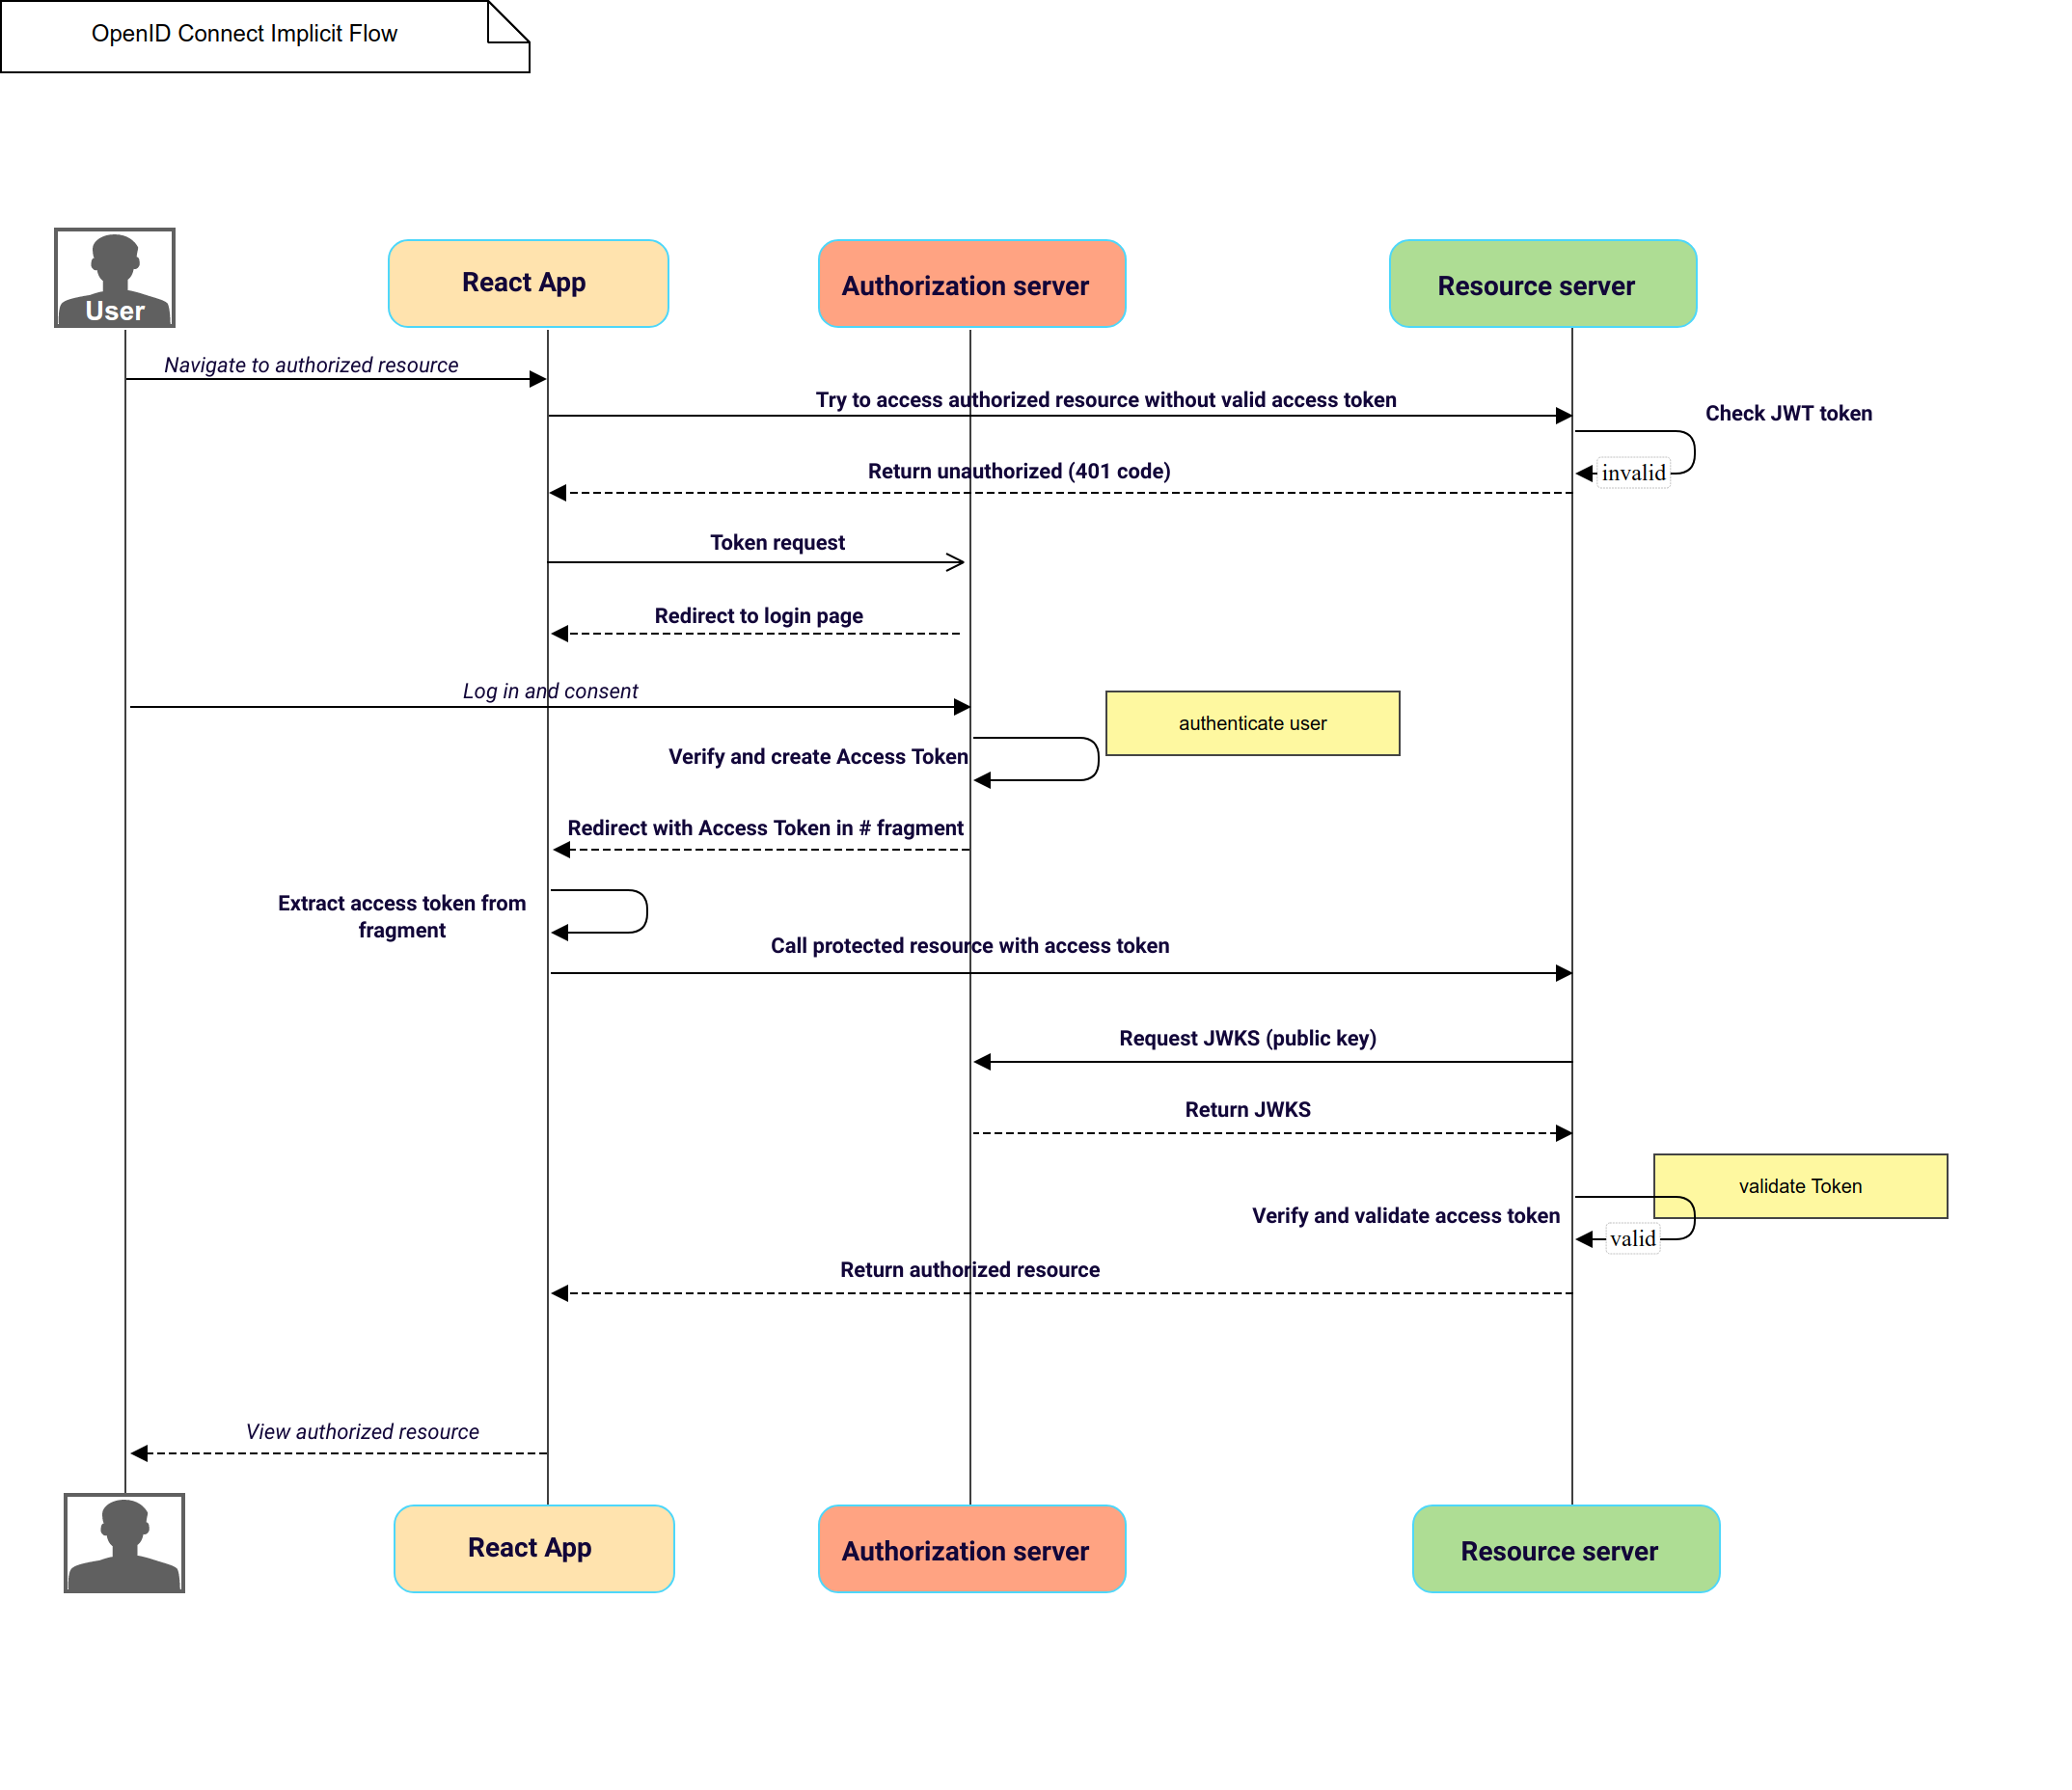 OpenID Connect Implicit Flow
User
React App
Authorization server
Resource server
Navigate to authorized resource
Try to access authorized resource without valid access token
Check JWT token
invalid
Return unauthorized (401 code)
Token request
Redirect to login page
Log in and consent
authenticate user
Verify and create Access Token
Redirect with Access Token in # fragment
Extract access token from
fragment
Call protected resource with access token
Request JWKS (public key)
Return JWKS
validate Token
Verify and validate access token
valid
Return authorized resource
View authorized resource
React App
Authorization server
Resource server